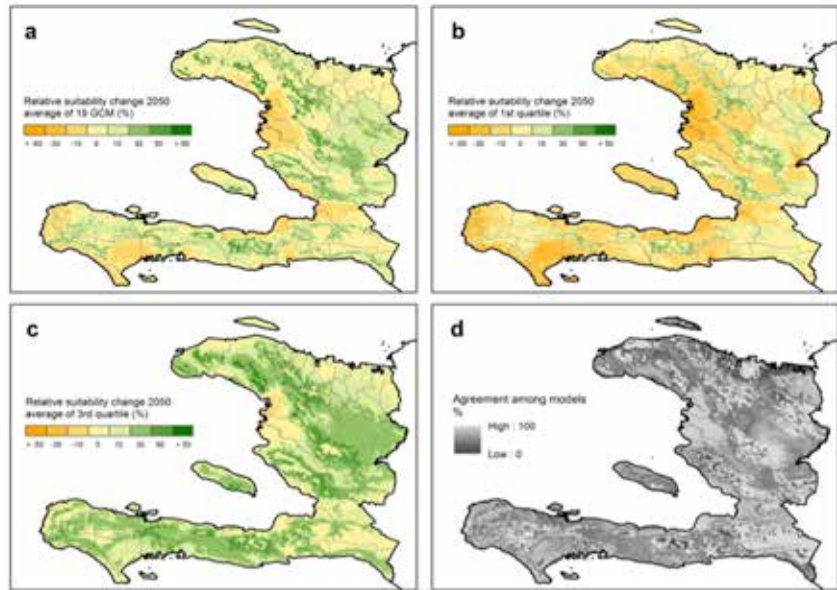 a
Relative suitability change 2050
average of 19 GCM (%)
b
Relative suitability change 2050
average of 1st quartile (%)
c
Relative suitability change 2050
average of 3rd quartile (%)
d
Agreement among models
%
High : 100
Low : 0